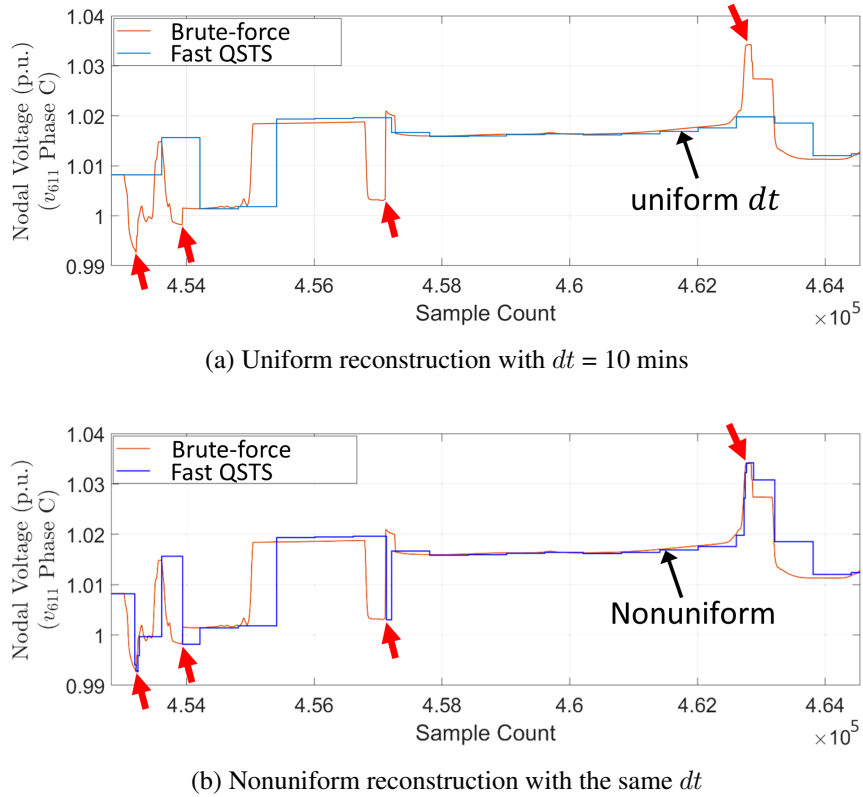 1.04
Brute-force
Fast QSTS
1.03
1.02
1.01
1
0.99
Nodal Voltage (p.u.)
(v₆₁₁ Phase C)
uniform dt
4.54 4.56 4.58 4.6 4.62 4.64
Sample Count
×10⁵
(a) Uniform reconstruction with dt = 10 mins
1.04
Brute-force
Fast QSTS
1.03
1.02
1.01
1
0.99
Nodal Voltage (p.u.)
(v₆₁₁ Phase C)
Nonuniform
4.54 4.56 4.58 4.6 4.62 4.64
Sample Count
×10⁵
(b) Nonuniform reconstruction with the same dt